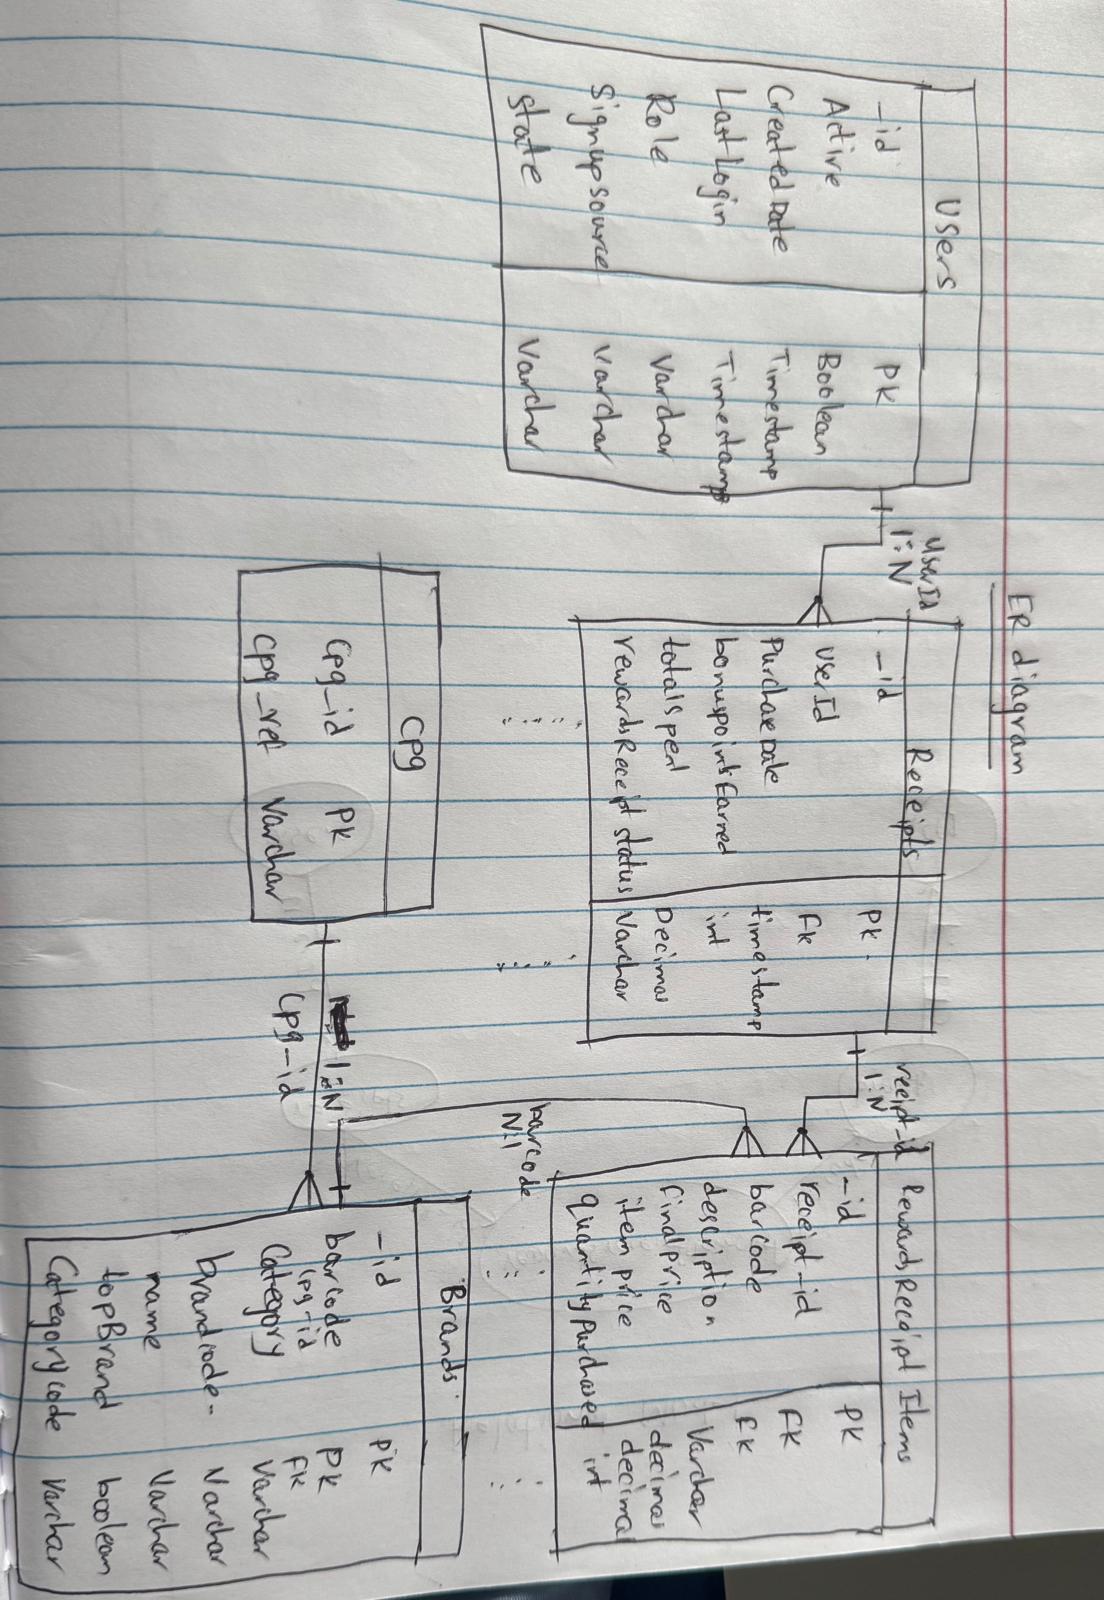 ER diagram
Users
_id PK
Active Boolean
CreatedDate Timestamp
LastLogin Timestamp
Role Varchar
Signupsource Varchar
State Varchar
UserId
1:N
Receipts
_id PK
UserId FK
PurchaseDate timestamp
bonuspointsEarned int
totalspent Decimal
rewardsReceipt status Varchar
receipt_id
1:N
RewardsReceipt Items
_id PK
receipt_id FK
barcode FK
description Varchar
finalprice decimal
item price decimal
quantity purchased int
barcode
N:1
Cpg
Cpg_id PK
Cpg_ref Varchar
1:N
Cpg_id
Brands
_id PK
barcode PK
Cpg_id FK
Category Varchar
brandcode Varchar
name Varchar
topBrand boolean
Categorycode Varchar